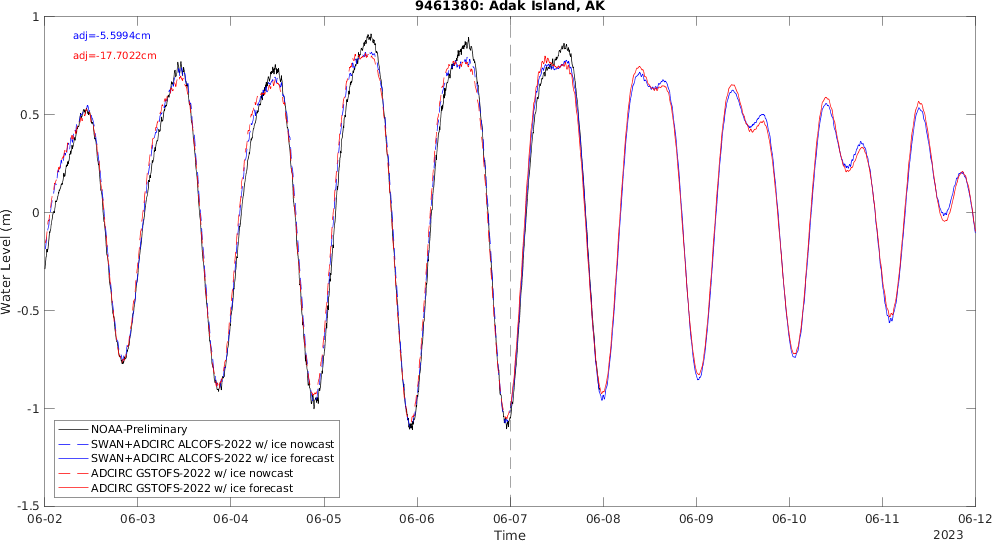 9461380: Adak Island, AK
1
adj=-5.5994cm
adj=-17.7022cm
0.5
0
-0.5
-1
-1.5
Water Level (m)
NOAA-Preliminary
SWAN+ADCIRC ALCOFS-2022 w/ ice nowcast
SWAN+ADCIRC ALCOFS-2022 w/ ice forecast
ADCIRC GSTOFS-2022 w/ ice nowcast
ADCIRC GSTOFS-2022 w/ ice forecast
06-02 06-03 06-04 06-05 06-06 06-07 06-08 06-09 06-10 06-11 06-12
Time
2023